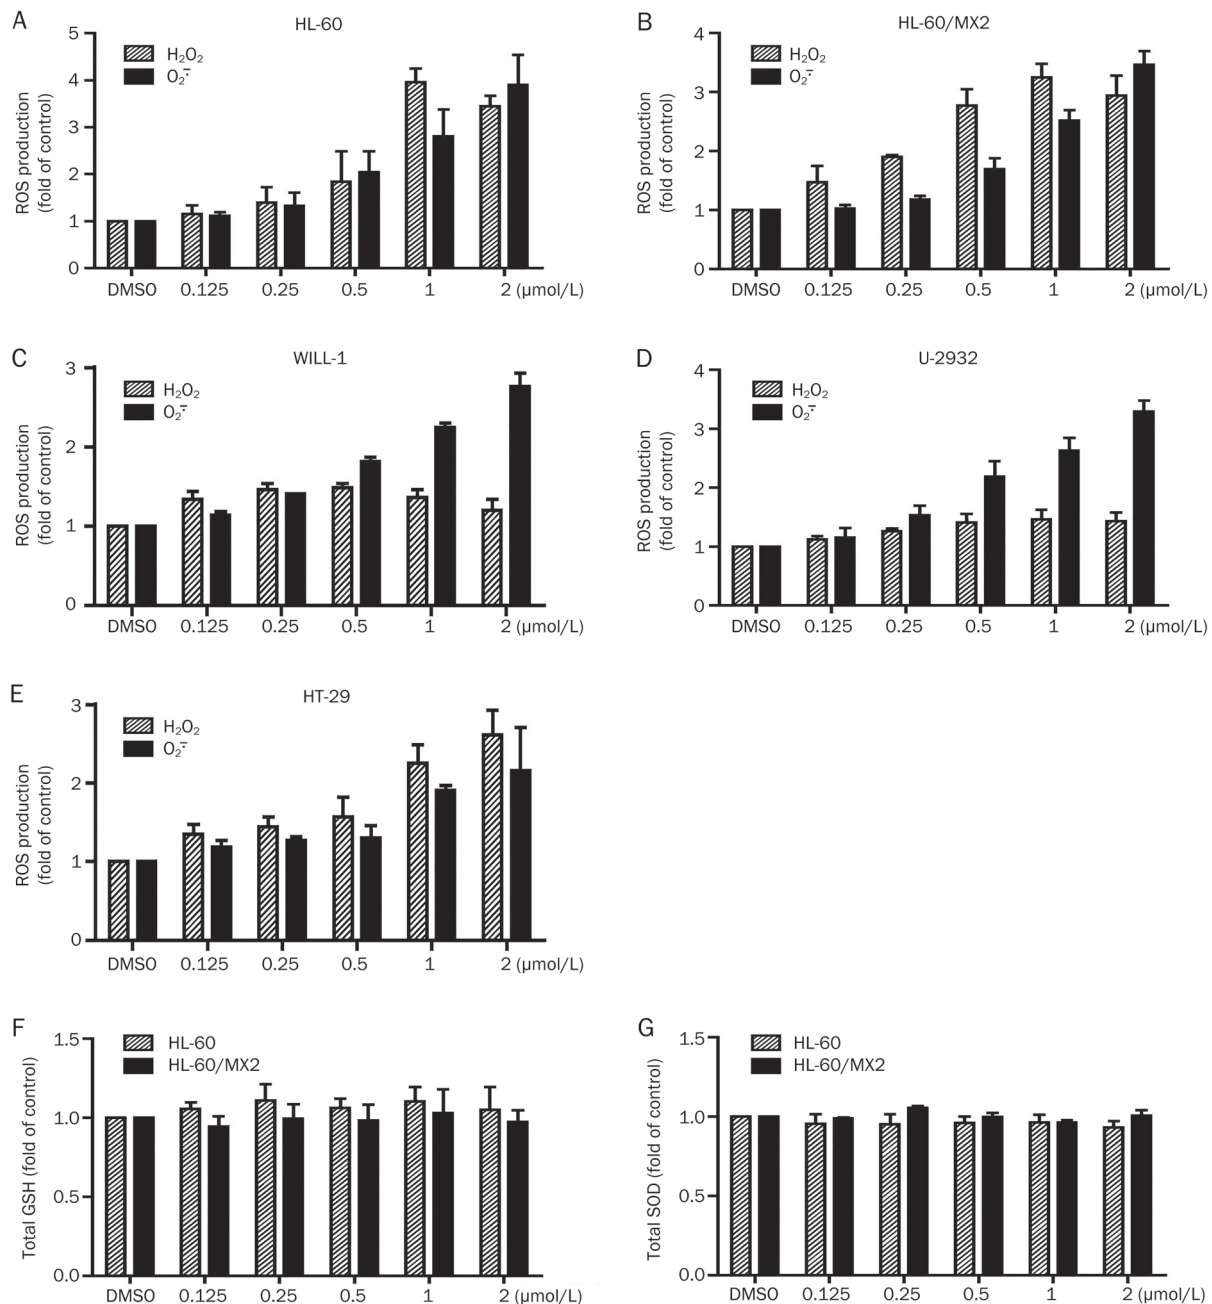 A
HL-60
ROS production
(fold of control)
5
4
3
2
1
0
H₂O₂
O₂⁻̇
DMSO 0.125 0.25 0.5 1 2 (µmol/L)
B
HL-60/MX2
ROS production
(fold of control)
4
3
2
1
0
H₂O₂
O₂⁻̇
DMSO 0.125 0.25 0.5 1 2 (µmol/L)
C
WILL-1
ROS production
(fold of control)
3
2
1
0
H₂O₂
O₂⁻̇
DMSO 0.125 0.25 0.5 1 2 (µmol/L)
D
U-2932
ROS production
(fold of control)
4
3
2
1
0
H₂O₂
O₂⁻̇
DMSO 0.125 0.25 0.5 1 2 (µmol/L)
E
HT-29
ROS production
(fold of control)
3
2
1
0
H₂O₂
O₂⁻̇
DMSO 0.125 0.25 0.5 1 2 (µmol/L)
F
Total GSH (fold of control)
1.5
1.0
0.5
0.0
HL-60
HL-60/MX2
DMSO 0.125 0.25 0.5 1 2 (µmol/L)
G
Total SOD (fold of control)
1.5
1.0
0.5
0.0
HL-60
HL-60/MX2
DMSO 0.125 0.25 0.5 1 2 (µmol/L)